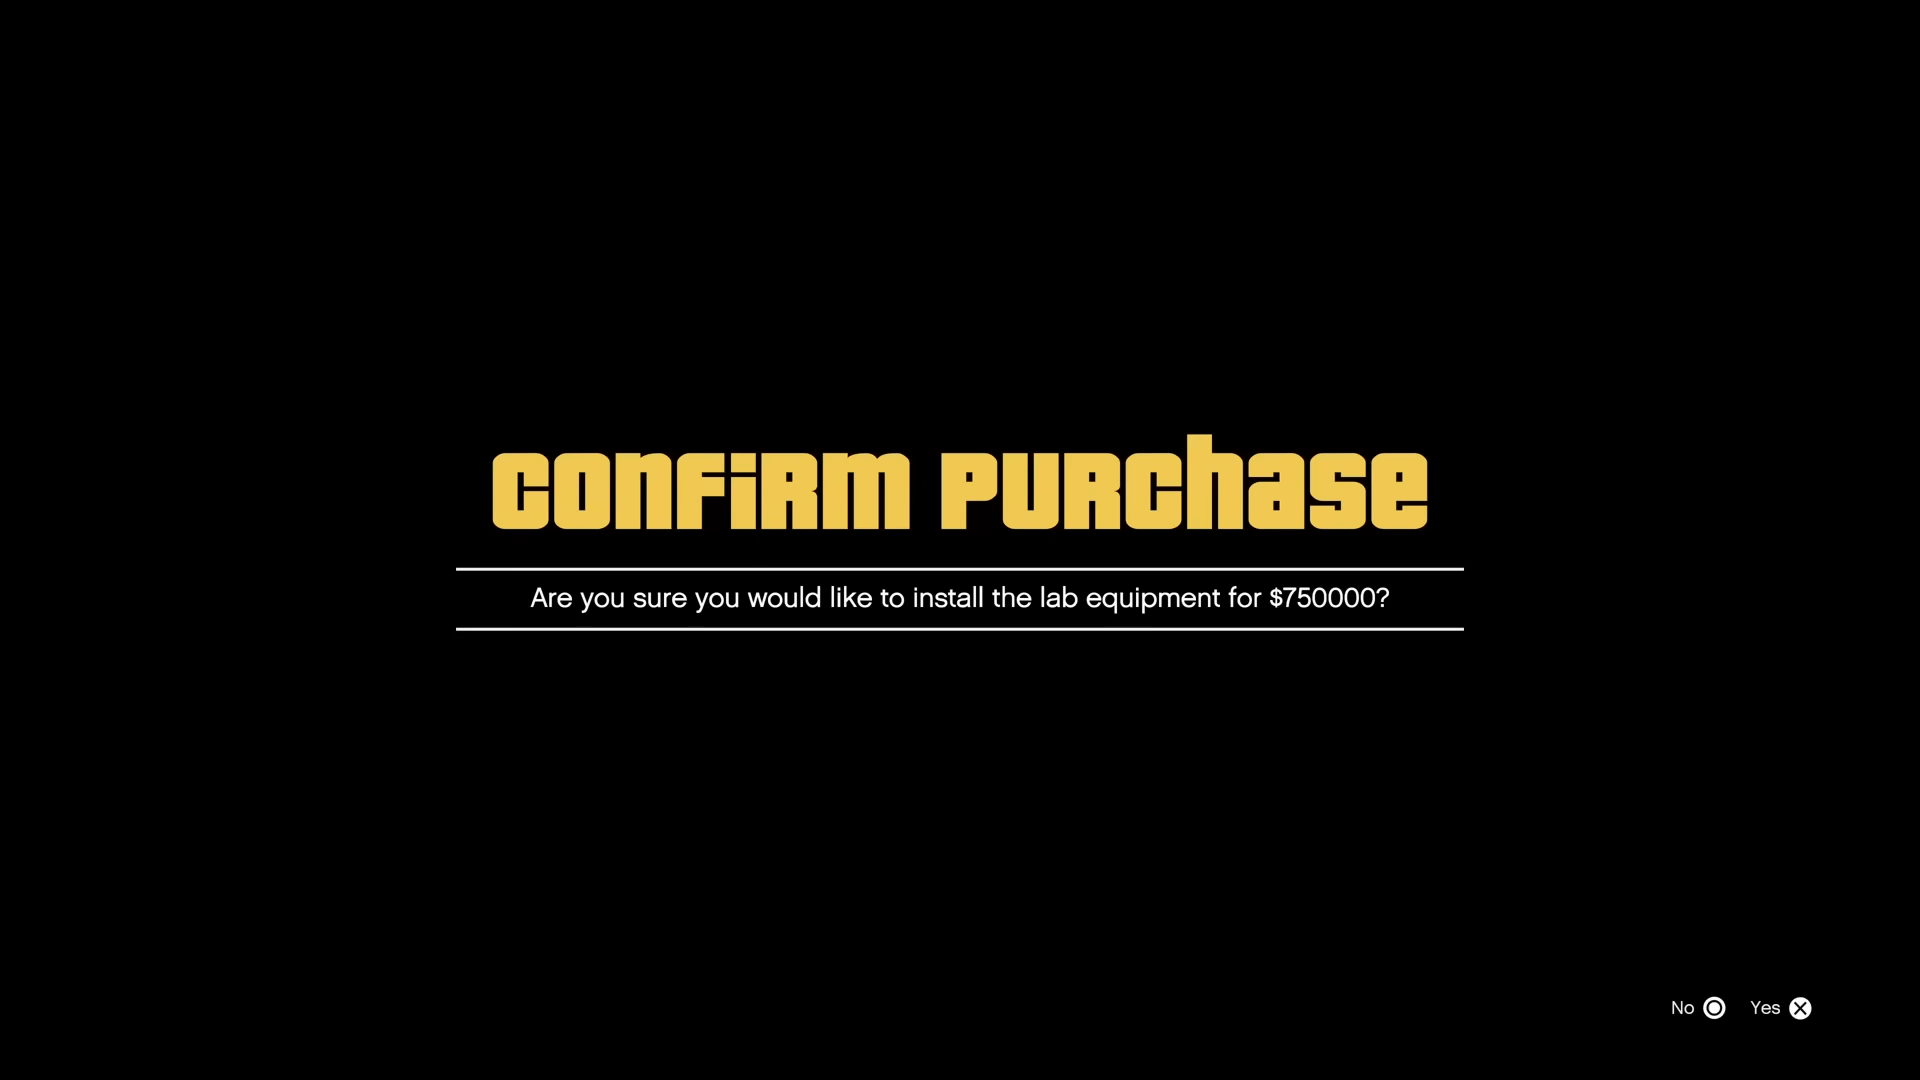 CONFIRM PURCHASE
Are you sure you would like to install the lab equipment for $750000?
No Yes